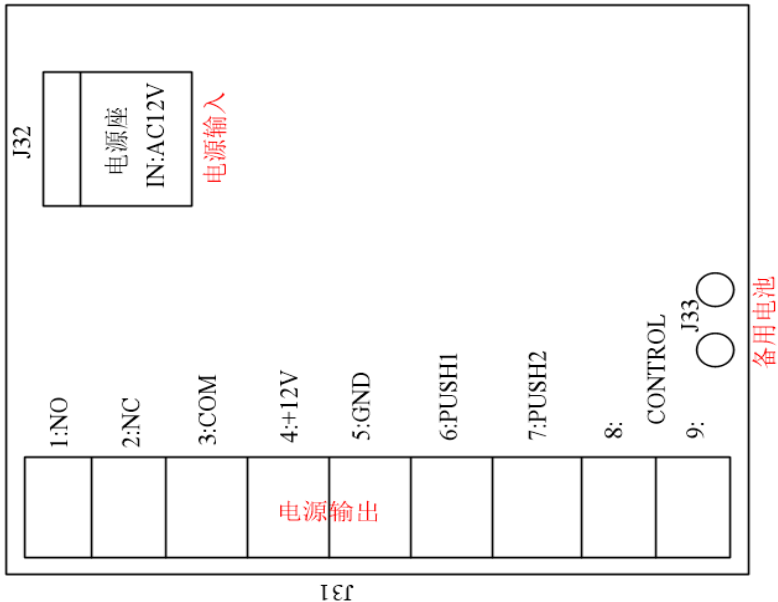 J32
电源座
IN:AC12V
电源输入
1:NO
2:NC
3:COM
4:+12V
5:GND
6:PUSH1
7:PUSH2
8:
CONTROL
9:
J33
备用电池
电源输出
J31